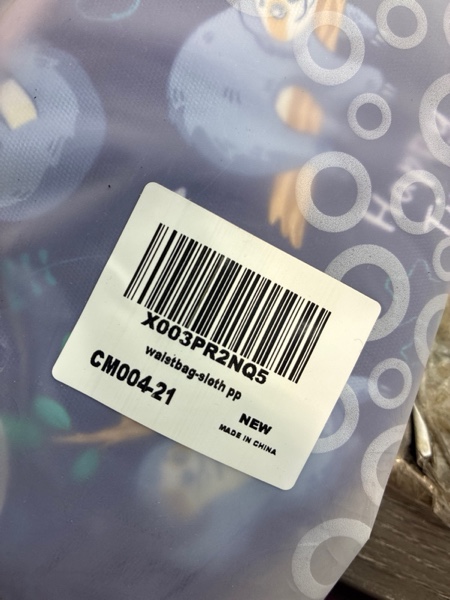 X003PR2NQ5
waistbag-sloth pp
CM004-21
NEW
MADE IN CHINA